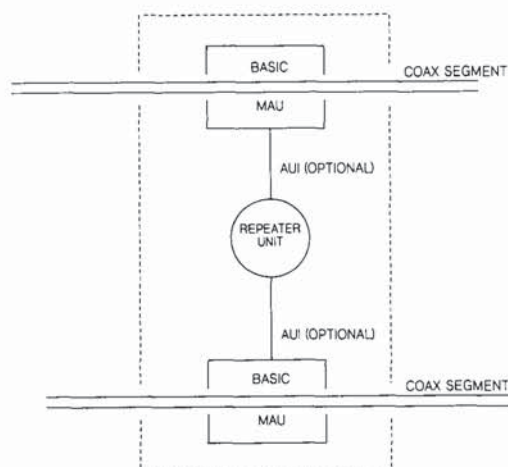 BASIC
COAX SEGMENT
MAU
AUI (OPTIONAL)
REPEATER
UNIT
AUI (OPTIONAL)
BASIC
COAX SEGMENT
MAU